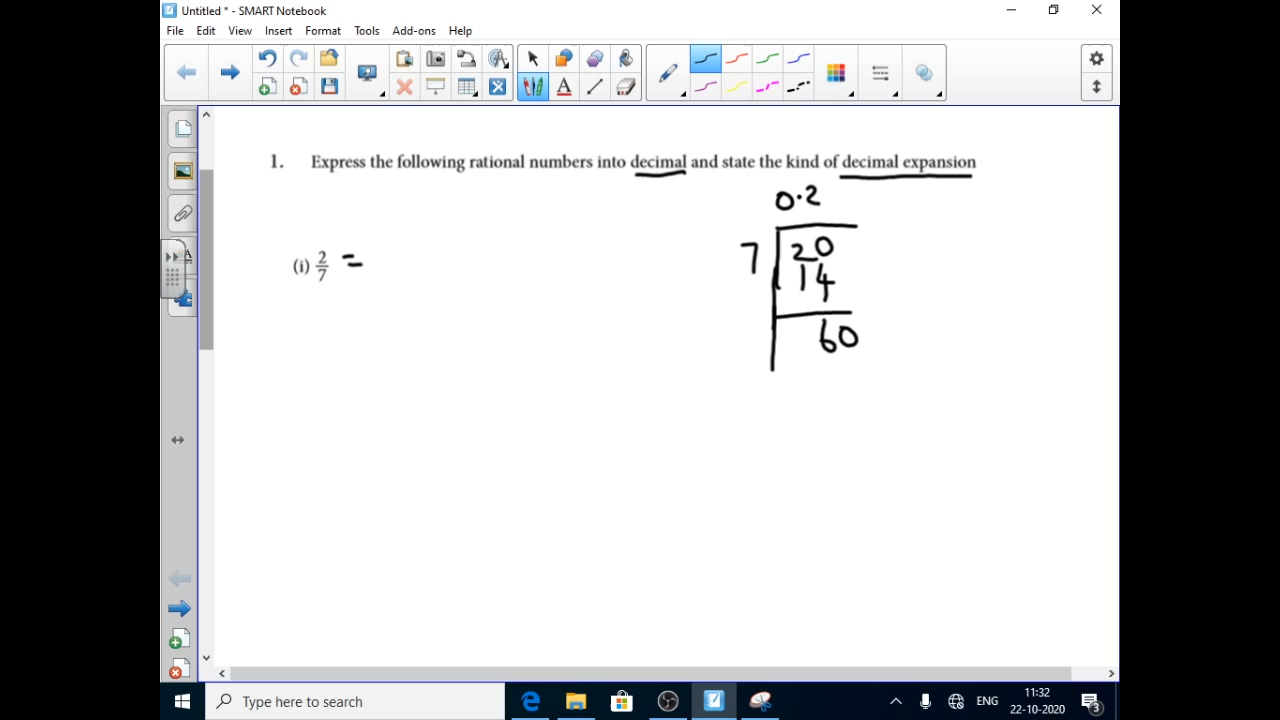 Untitled * - SMART Notebook
File Edit View Insert Format Tools Add-ons Help
1. Express the following rational numbers into decimal and state the kind of decimal expansion
0.2
7 20
14
60
(i) 2/7 =
Type here to search
ENG
11:32
22-10-2020
3